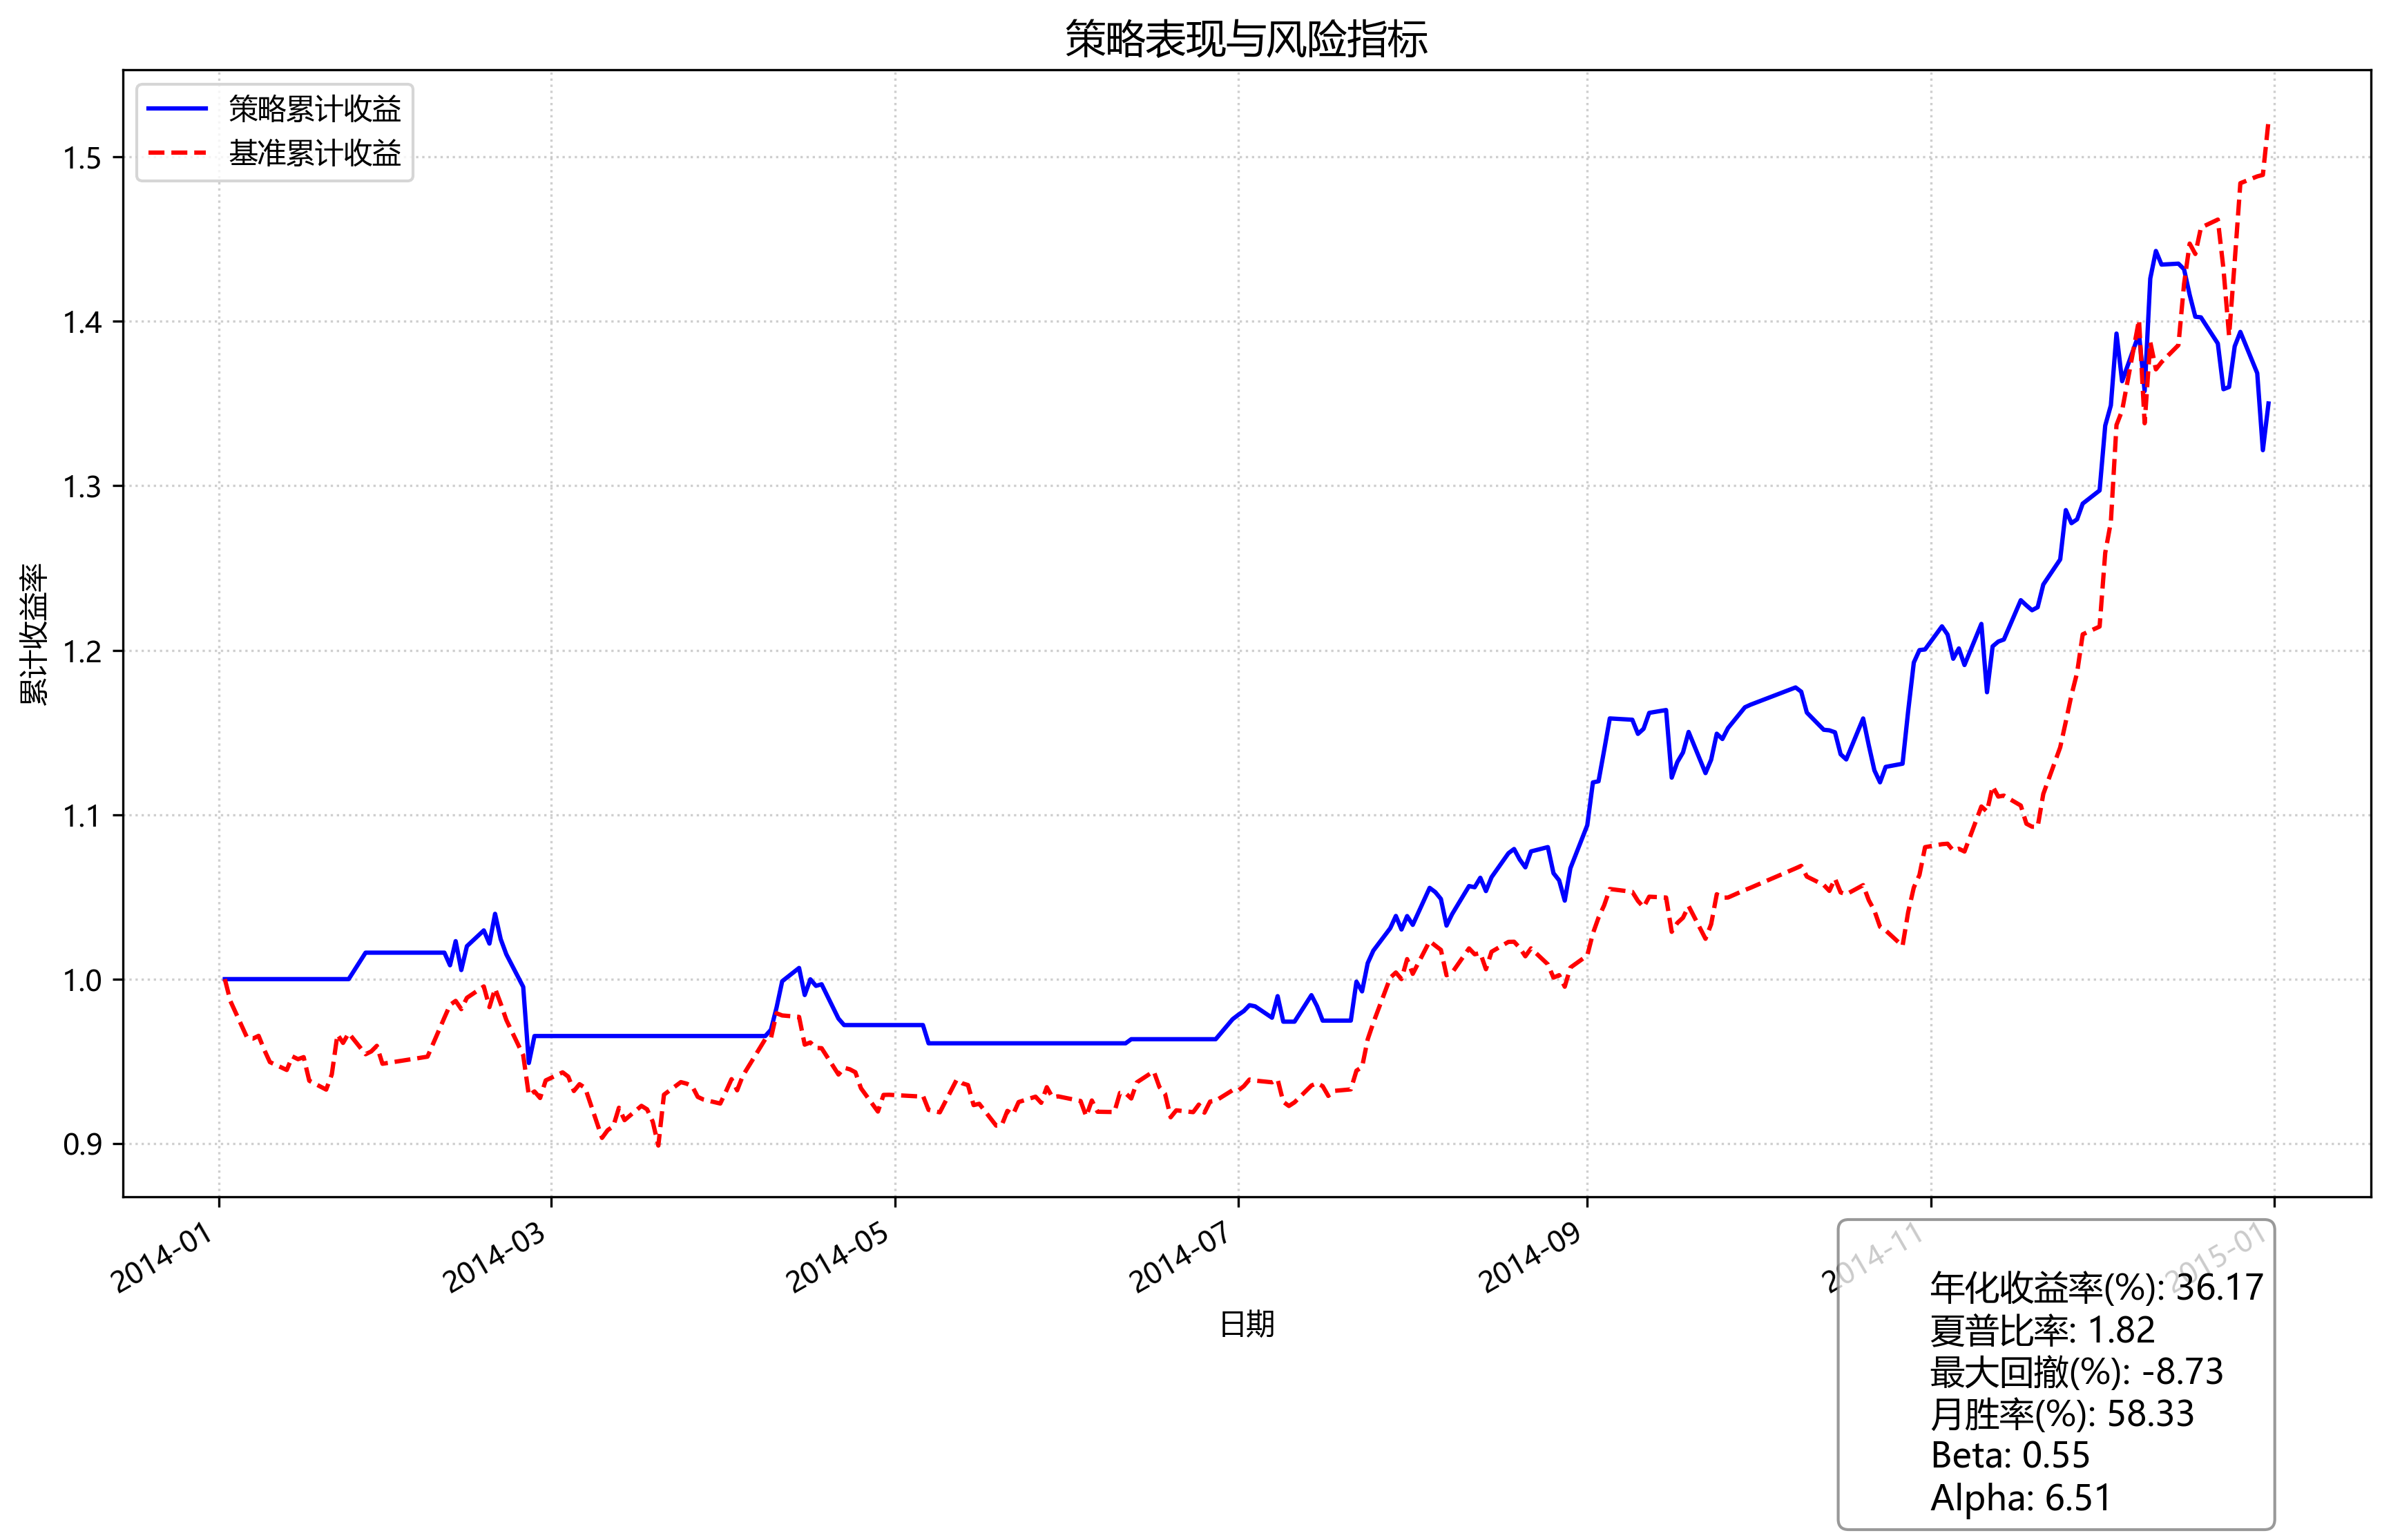 策略表现与风险指标
策略累计收益
基准累计收益
累计收益率
1.5
1.4
1.3
1.2
1.1
1.0
0.9
2014-01
2014-03
2014-05
2014-07
2014-09
2014-11
2015-01
日期
年化收益率(%): 36.17
夏普比率: 1.82
最大回撤(%): -8.73
月胜率(%): 58.33
Beta: 0.55
Alpha: 6.51